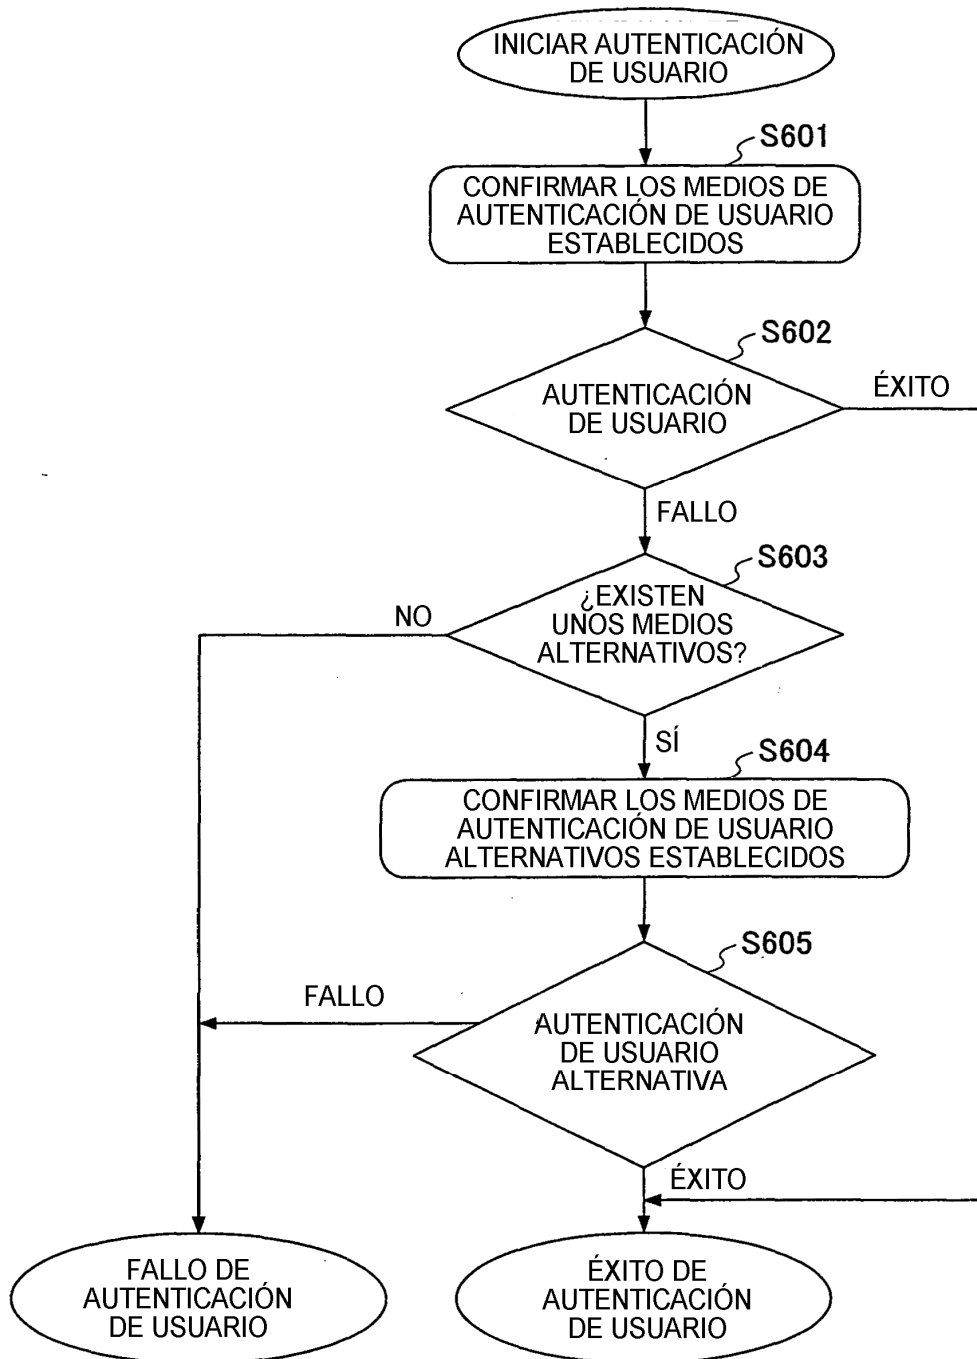 INICIAR AUTENTICACIÓN
DE USUARIO
S601
CONFIRMAR LOS MEDIOS DE
AUTENTICACIÓN DE USUARIO
ESTABLECIDOS
S602
AUTENTICACIÓN
DE USUARIO
ÉXITO
FALLO
S603
¿EXISTEN
UNOS MEDIOS
ALTERNATIVOS?
NO
SÍ
S604
CONFIRMAR LOS MEDIOS DE
AUTENTICACIÓN DE USUARIO
ALTERNATIVOS ESTABLECIDOS
S605
FALLO
AUTENTICACIÓN
DE USUARIO
ALTERNATIVA
ÉXITO
FALLO DE
AUTENTICACIÓN
DE USUARIO
ÉXITO DE
AUTENTICACIÓN
DE USUARIO